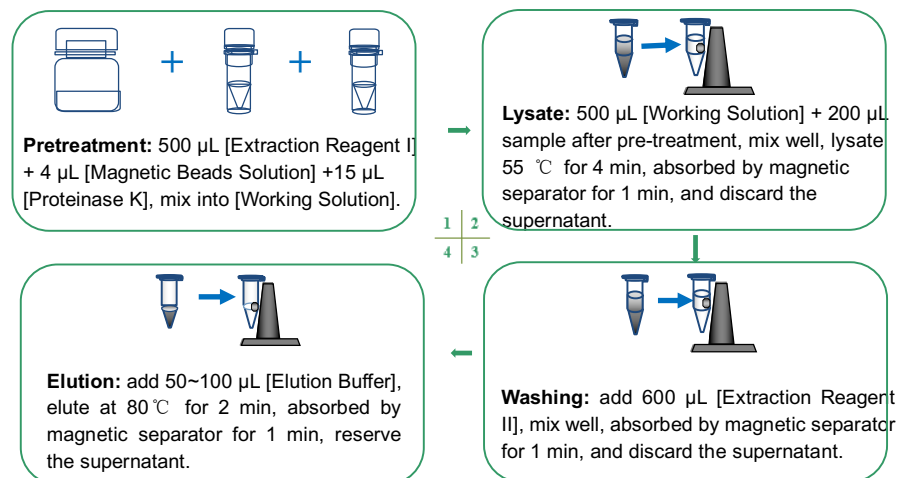 Pretreatment: 500 µL [Extraction Reagent I]
+ 4 µL [Magnetic Beads Solution] +15 µL
[Proteinase K], mix into [Working Solution].
Lysate: 500 µL [Working Solution] + 200 µL
sample after pre-treatment, mix well, lysate
55 ℃ for 4 min, absorbed by magnetic
separator for 1 min, and discard the
supernatant.
1 2
4 3
Elution: add 50~100 µL [Elution Buffer],
elute at 80℃ for 2 min, absorbed by
magnetic separator for 1 min, reserve
the supernatant.
Washing: add 600 µL [Extraction Reagent
II], mix well, absorbed by magnetic separator
for 1 min, and discard the supernatant.